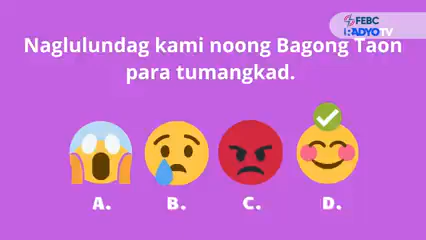 FEBC
RADYO TV
Naglulundag kami noong Bagong Taon
para tumangkad.
A. B. C. D.